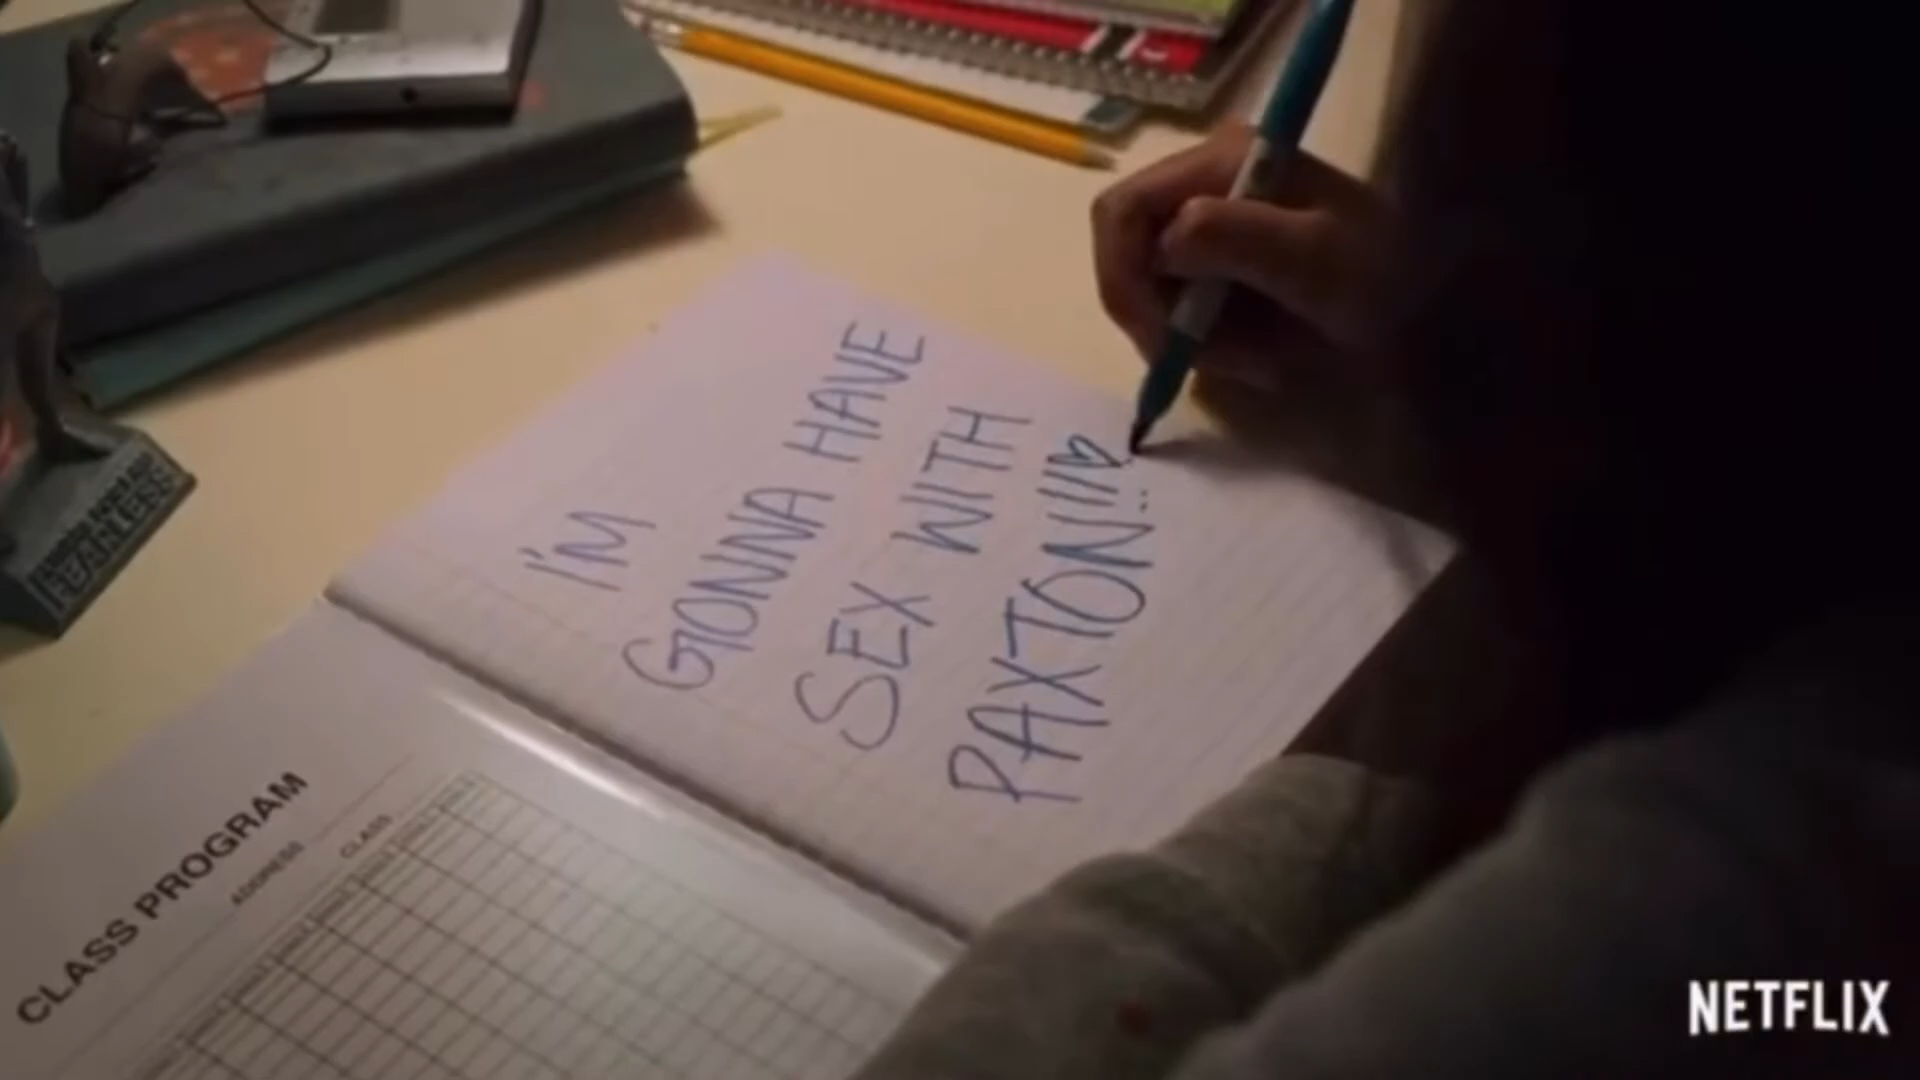 I'M
GONNA HAVE
SEX WITH
PAXTON!!!
CLASS PROGRAM
ADDRESS
CLASS
FEARLESS
NETFLIX